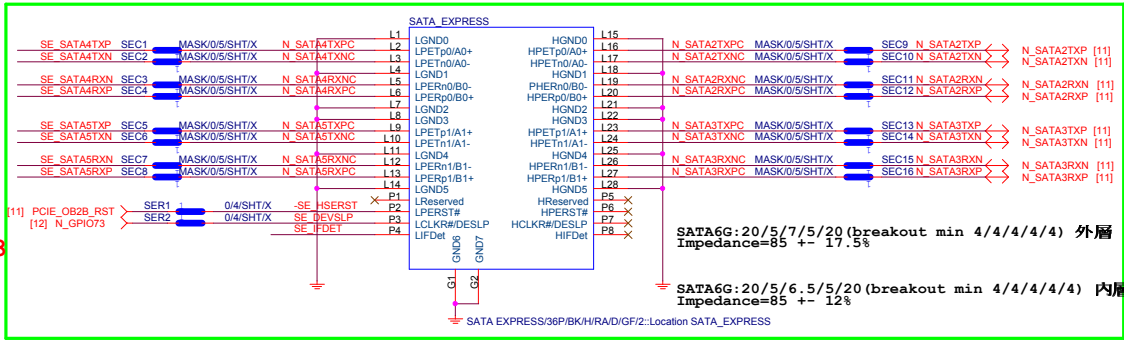 SATA_EXPRESS
L1 LGND0 HGND0 L15
SE_SATA4TXP SEC1 MASK/0/5/SHT/X N_SATA4TXPC L2 LPETp0/A0+ HPETp0/A0+ L16 N_SATA2TXPC MASK/0/5/SHT/X SEC9 N_SATA2TXP N_SATA2TXP [11]
SE_SATA4TXN SEC2 MASK/0/5/SHT/X N_SATA4TXNC L3 LPETn0/A0- HPETn0/A0- L17 N_SATA2TXNC MASK/0/5/SHT/X SEC10 N_SATA2TXN N_SATA2TXN [11]
L4 LGND1 HGND1 L18
SE_SATA4RXN SEC3 MASK/0/5/SHT/X N_SATA4RXNC L5 LPERn0/B0- PHERn0/B0- L19 N_SATA2RXNC MASK/0/5/SHT/X SEC11 N_SATA2RXN N_SATA2RXN [11]
SE_SATA4RXP SEC4 MASK/0/5/SHT/X N_SATA4RXPC L6 LPERp0/B0+ HPERp0/B0+ L20 N_SATA2RXPC MASK/0/5/SHT/X SEC12 N_SATA2RXP N_SATA2RXP [11]
L7 LGND2 HGND2 L21
L8 LGND3 HGND3 L22
SE_SATA5TXP SEC5 MASK/0/5/SHT/X N_SATA5TXPC L9 LPETp1/A1+ HPETp1/A1+ L23 N_SATA3TXPC MASK/0/5/SHT/X SEC13 N_SATA3TXP N_SATA3TXP [11]
SE_SATA5TXN SEC6 MASK/0/5/SHT/X N_SATA5TXNC L10 LPETn1/A1- HPETn1/A1- L24 N_SATA3TXNC MASK/0/5/SHT/X SEC14 N_SATA3TXN N_SATA3TXN [11]
L11 LGND4 HGND4 L25
SE_SATA5RXN SEC7 MASK/0/5/SHT/X N_SATA5RXNC L12 LPERn1/B1- HPERn1/B1- L26 N_SATA3RXNC MASK/0/5/SHT/X SEC15 N_SATA3RXN N_SATA3RXN [11]
SE_SATA5RXP SEC8 MASK/0/5/SHT/X N_SATA5RXPC L13 LPERp1/B1+ HPERp1/B1+ L27 N_SATA3RXPC MASK/0/5/SHT/X SEC16 N_SATA3RXP N_SATA3RXP [11]
L14 LGND5 HGND5 L28
P1 LReserved HReserved P5
[11] PCIE_OB2B_RST SER1 0/4/SHT/X -SE_HSERST P2 LPERST# HPERST# P6
[12] N_GPIO73 SER2 0/4/SHT/X SE_DEVSLP P3 LCLKR#/DESLP HCLKR#/DESLP P7
SE_IFDET P4 LIFDet HIFDet P8
GND6 GND7
G1 G2
SATA6G:20/5/7/5/20(breakout min 4/4/4/4/4) 外層
Impedance=85 +- 17.5%
SATA6G:20/5/6.5/5/20(breakout min 4/4/4/4/4) 內層
Impedance=85 +- 12%
SATA EXPRESS/36P/BK/H/RA/D/GF/2::Location SATA_EXPRESS